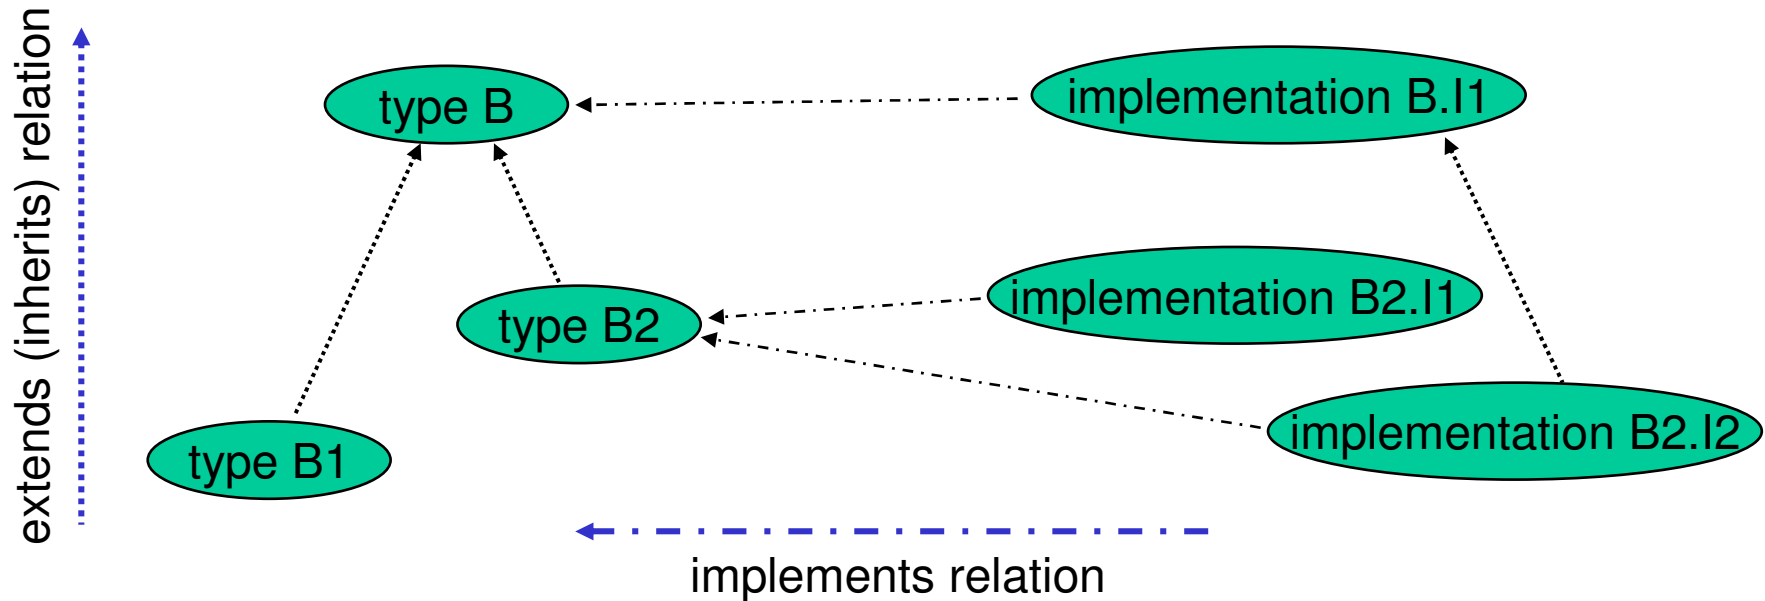 extends (inherits) relation
type B
implementation B.I1
type B2
implementation B2.I1
type B1
implementation B2.I2
implements relation